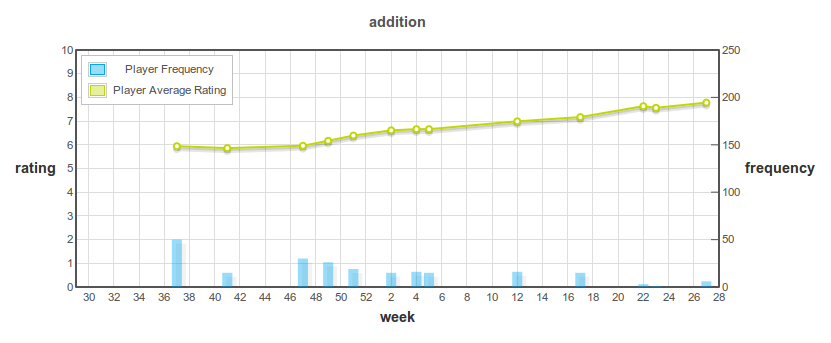 addition
10 250
9
8 200
7
6 150
5
4 100
3
2 50
1
0 0
Player Frequency
Player Average Rating
rating
frequency
30 32 34 36 38 40 42 44 46 48 50 52 2 4 6 8 10 12 14 16 18 20 22 24 26 28
week